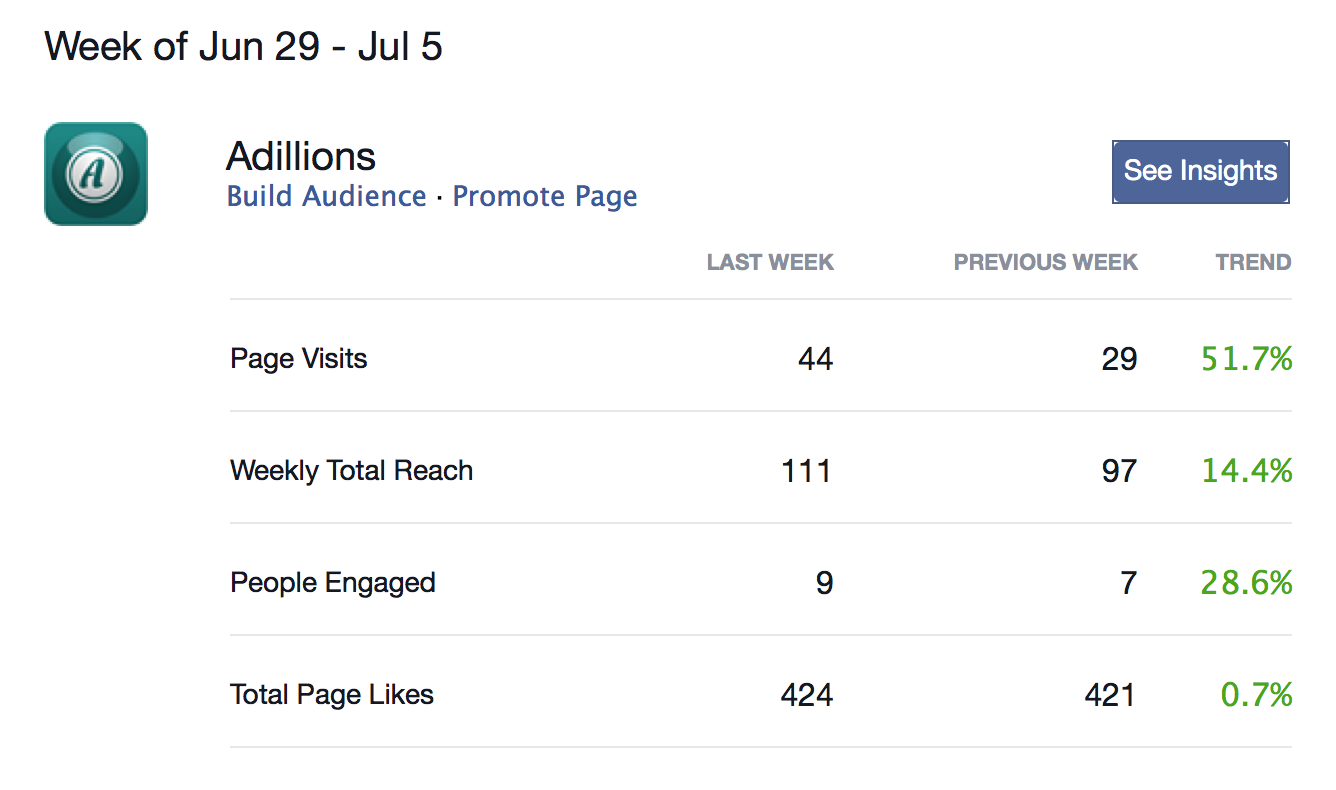 Week of Jun 29 - Jul 5
A
Adillions
See Insights
Build Audience · Promote Page
LAST WEEK PREVIOUS WEEK TREND
Page Visits 44 29 51.7%
Weekly Total Reach 111 97 14.4%
People Engaged 9 7 28.6%
Total Page Likes 424 421 0.7%